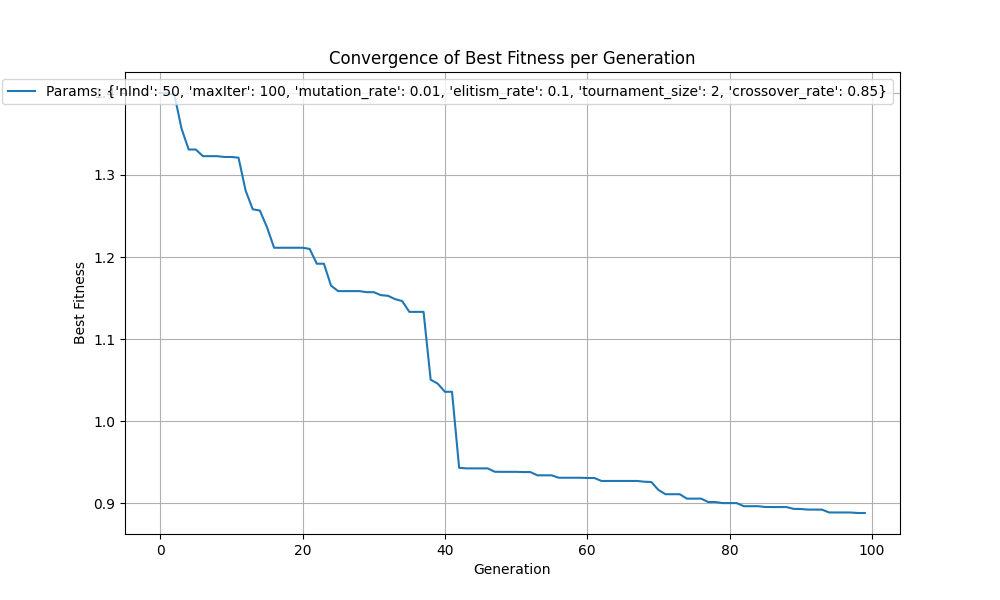 Convergence of Best Fitness per Generation
Params: {'nInd': 50, 'maxIter': 100, 'mutation_rate': 0.01, 'elitism_rate': 0.1, 'tournament_size': 2, 'crossover_rate': 0.85}
1.3
1.2
1.1
1.0
0.9
Best Fitness
0 20 40 60 80 100
Generation